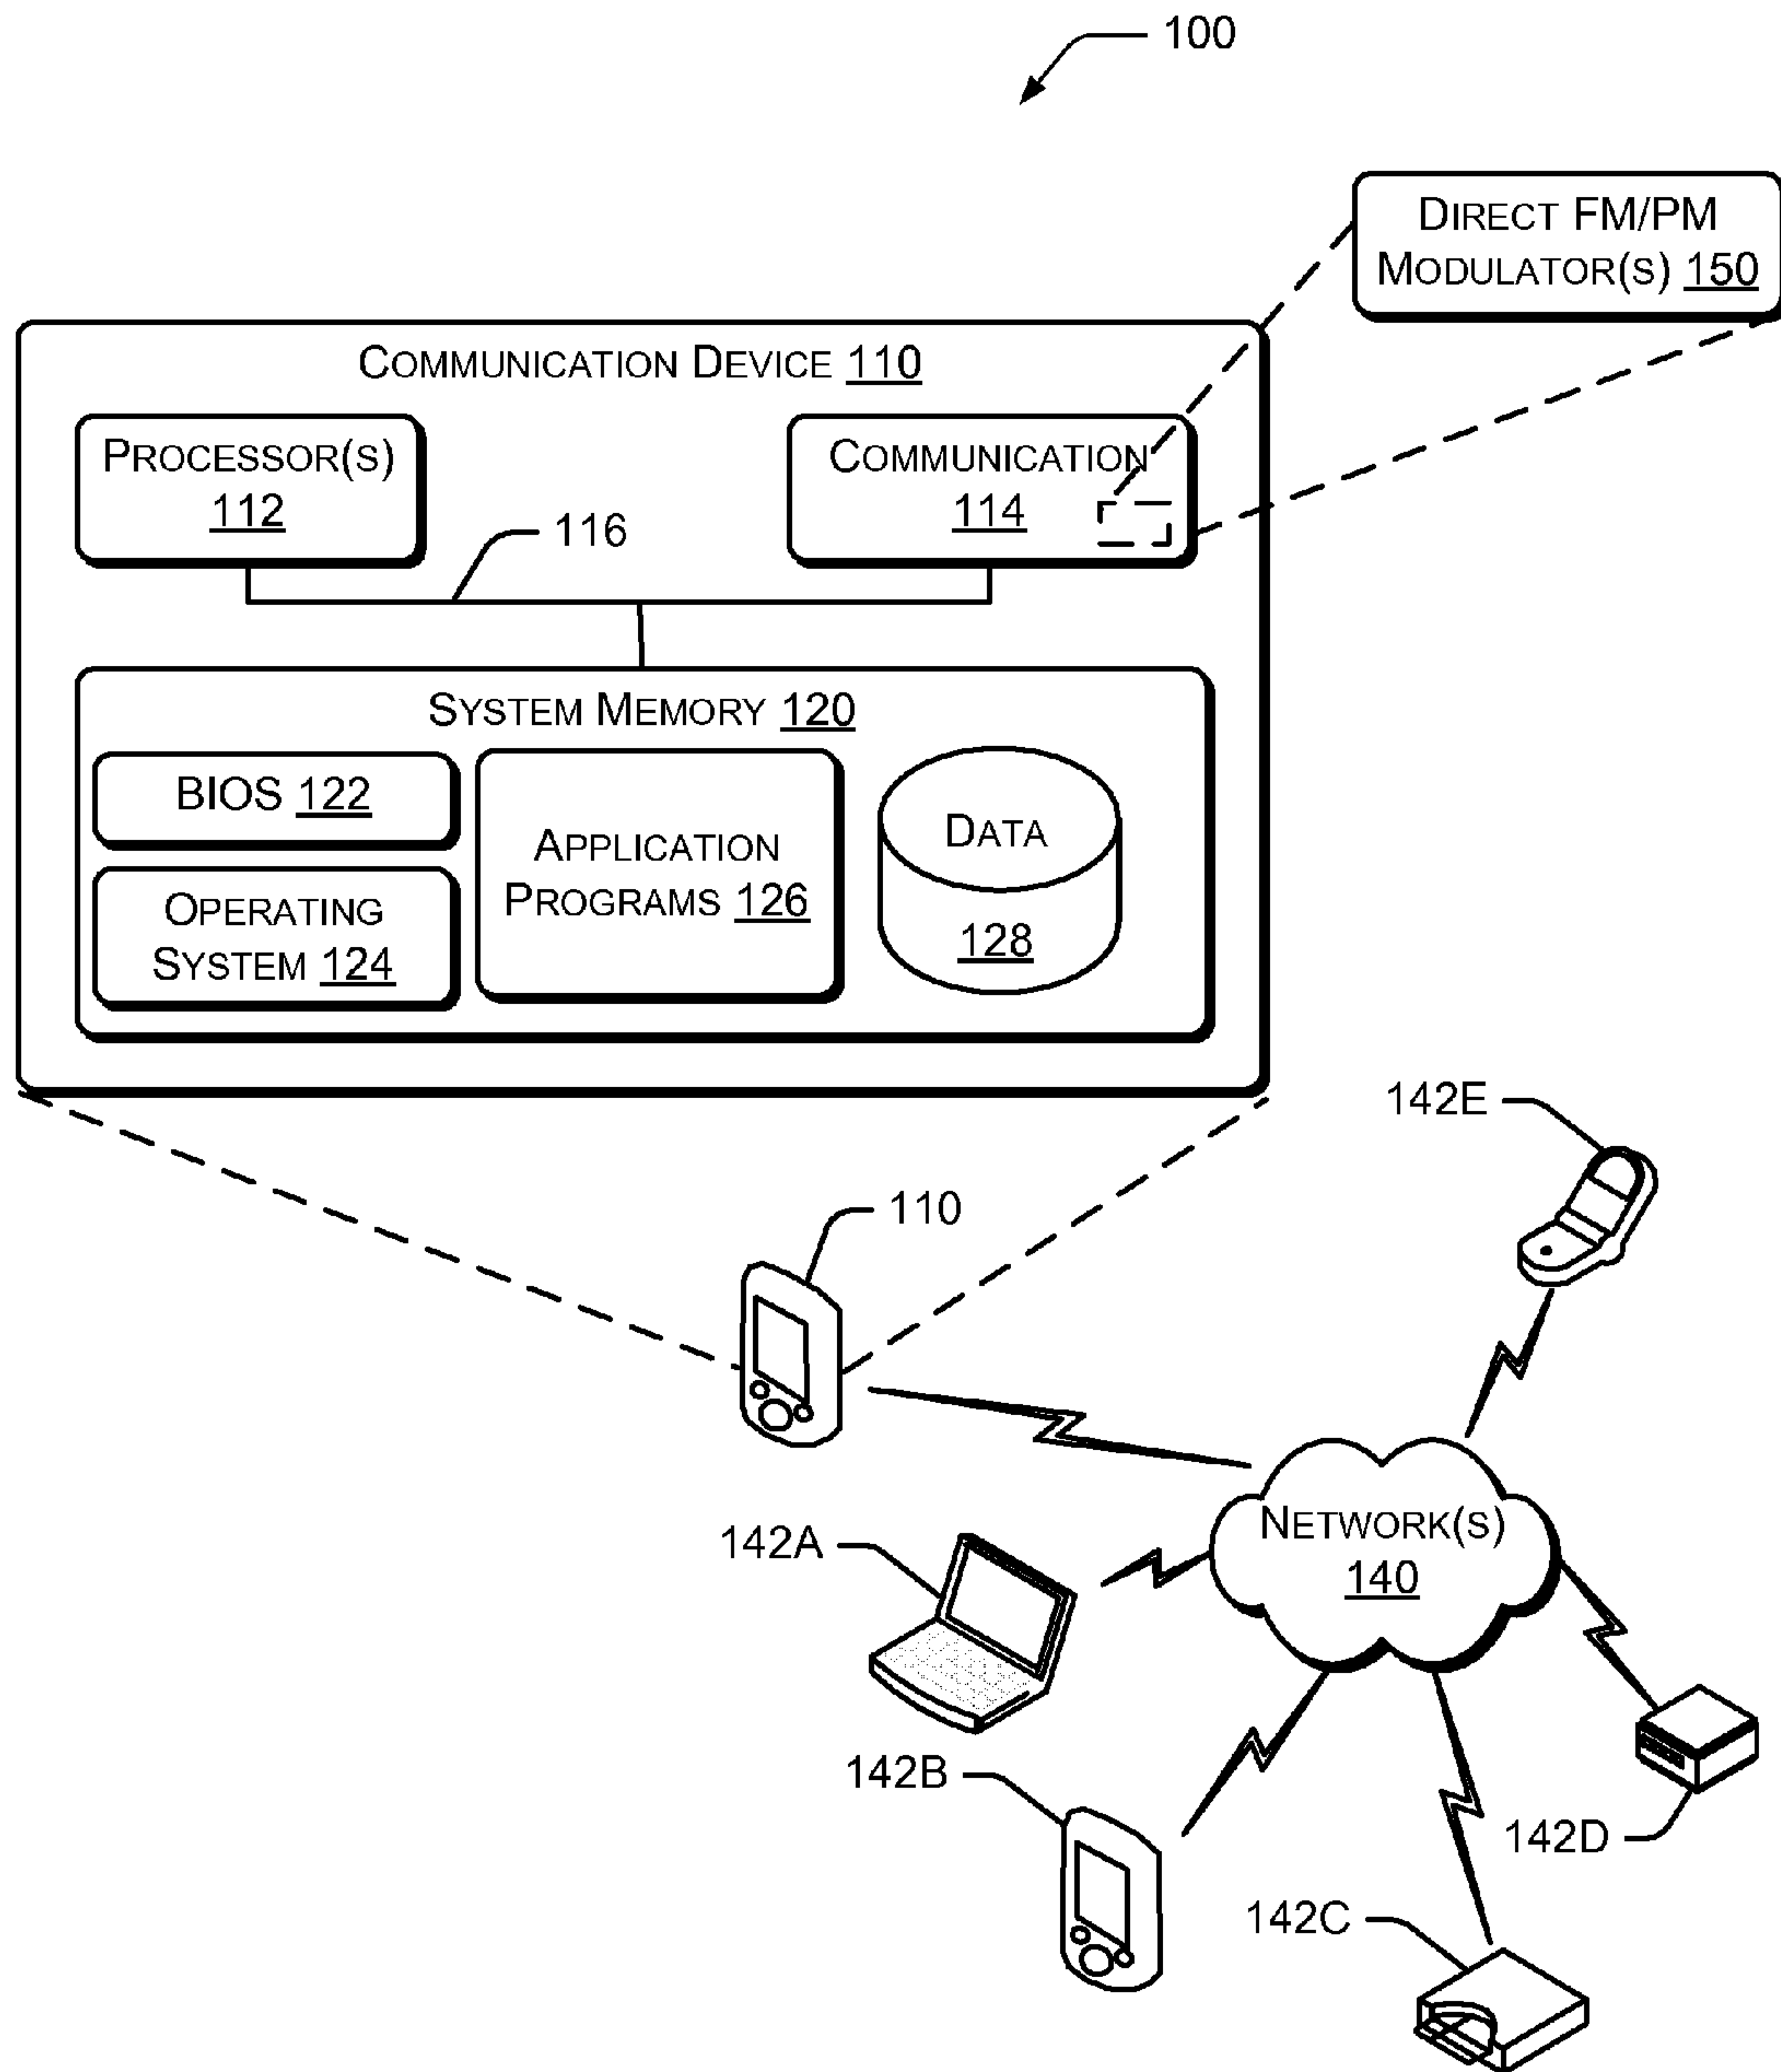 100
DIRECT FM/PM
MODULATOR(S) 150
COMMUNICATION DEVICE 110
PROCESSOR(S)
112
COMMUNICATION
114
116
SYSTEM MEMORY 120
BIOS 122
OPERATING
SYSTEM 124
APPLICATION
PROGRAMS 126
DATA
128
142E
110
NETWORK(S)
140
142A
142B
142D
142C